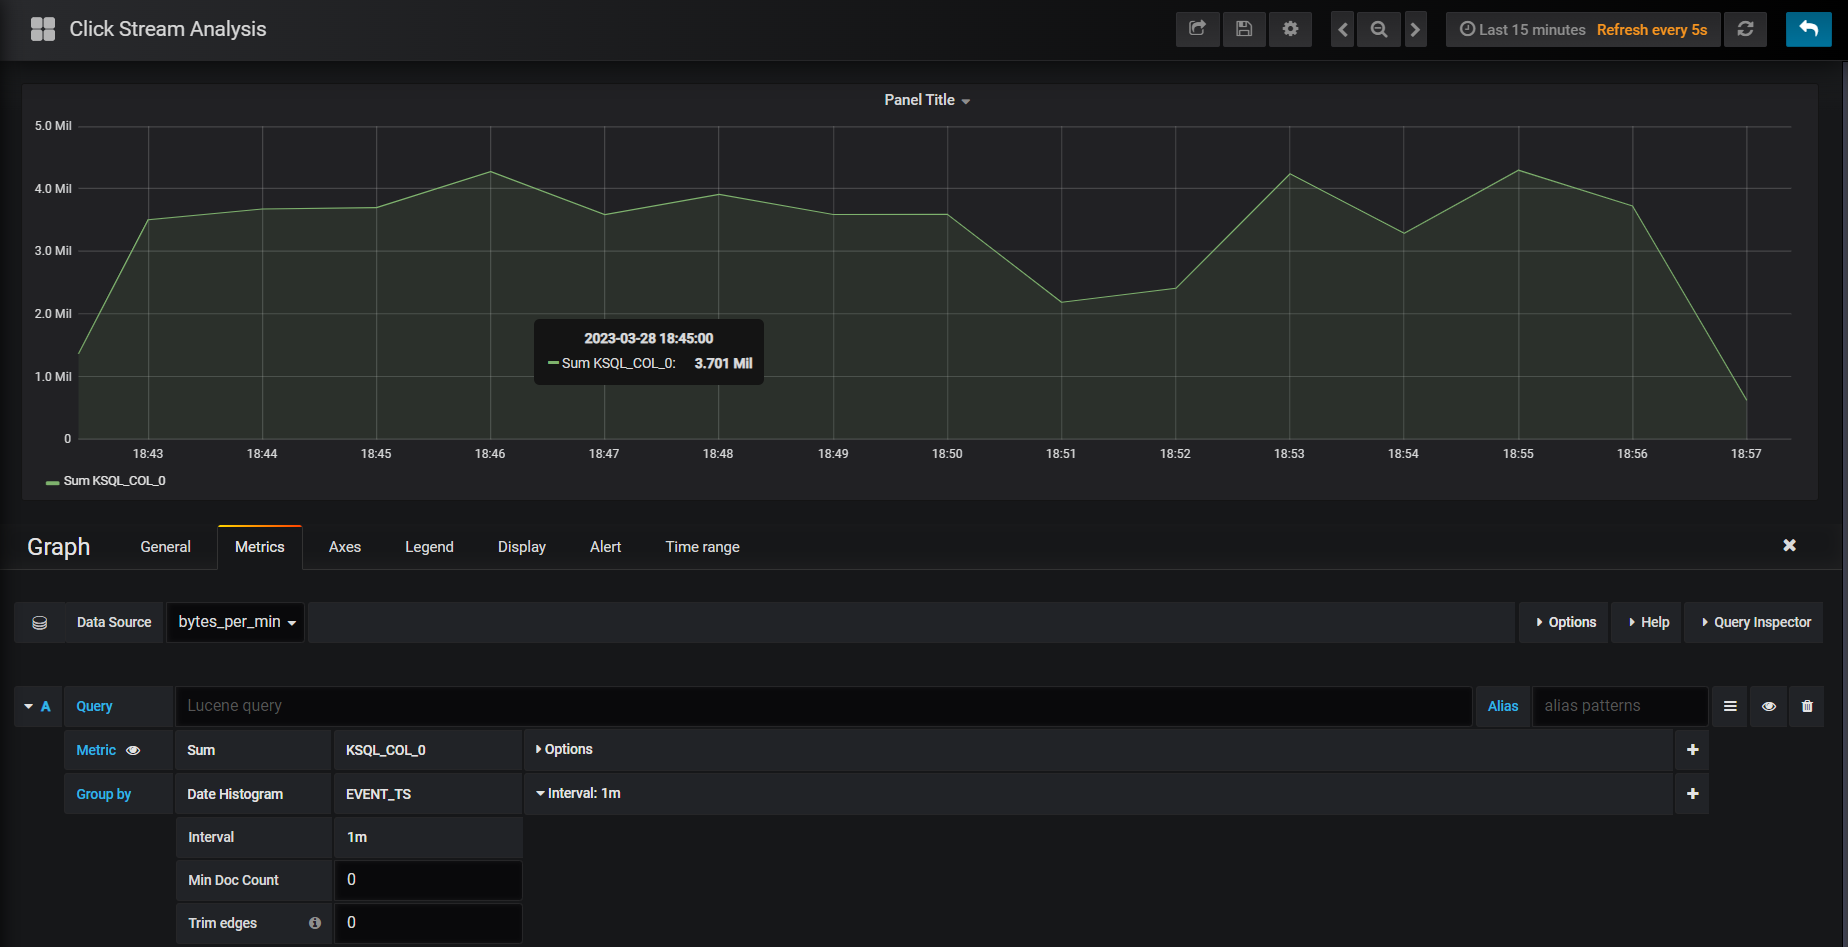 Click Stream Analysis
Last 15 minutes Refresh every 5s
Panel Title
5.0 Mil
4.0 Mil
3.0 Mil
2.0 Mil
1.0 Mil
0
2023-03-28 18:45:00
Sum KSQL_COL_0: 3.701 Mil
18:43 18:44 18:45 18:46 18:47 18:48 18:49 18:50 18:51 18:52 18:53 18:54 18:55 18:56 18:57
Sum KSQL_COL_0
Graph General Metrics Axes Legend Display Alert Time range
Data Source bytes_per_min Options Help Query Inspector
A Query Lucene query Alias alias patterns
Metric Sum KSQL_COL_0 Options
Group by Date Histogram EVENT_TS Interval: 1m
Interval 1m
Min Doc Count 0
Trim edges 0